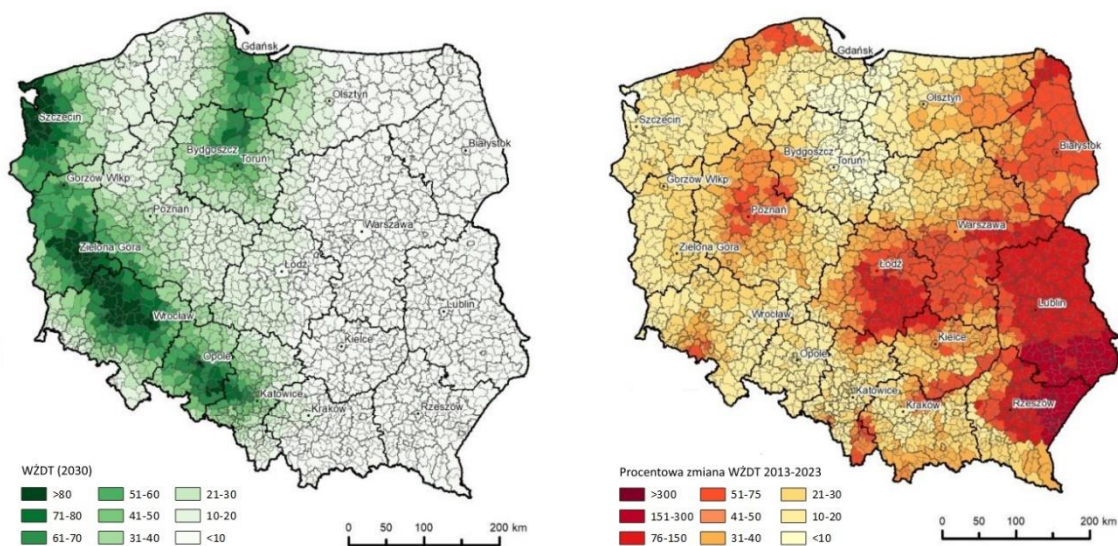 Gdańsk
Szczecin
Olsztyn
Bydgoszcz
Toruń
Białystok
Gorzów Wlkp
Poznań
Warszawa
Zielona Góra
Łódź
Lublin
Wrocław
Opole
Kielce
Katowice
Kraków
Rzeszów
WŻDT (2030)
>80 51-60 21-30
71-80 41-50 10-20
61-70 31-40 <10
0 50 100 200 km
Gdańsk
Olsztyn
Szczecin
Bydgoszcz
Toruń
Białystok
Gorzów Wlkp
Poznań
Warszawa
Zielona Góra
Łódź
Lublin
Wrocław
Kielce
Opole
Katowice
Kraków
Rzeszów
Procentowa zmiana WŻDT 2013-2023
>300 51-75 21-30
151-300 41-50 10-20
76-150 31-40 <10
0 50 100 200 km